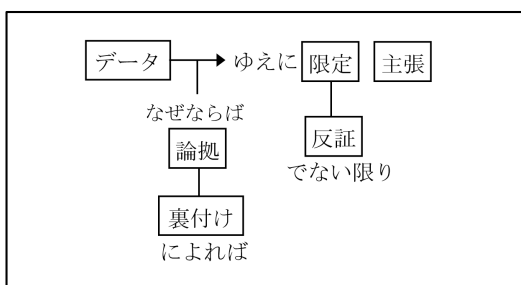 データ ゆえに 限定 主張
なぜならば
論拠
反証
でない限り
裏付け
によれば